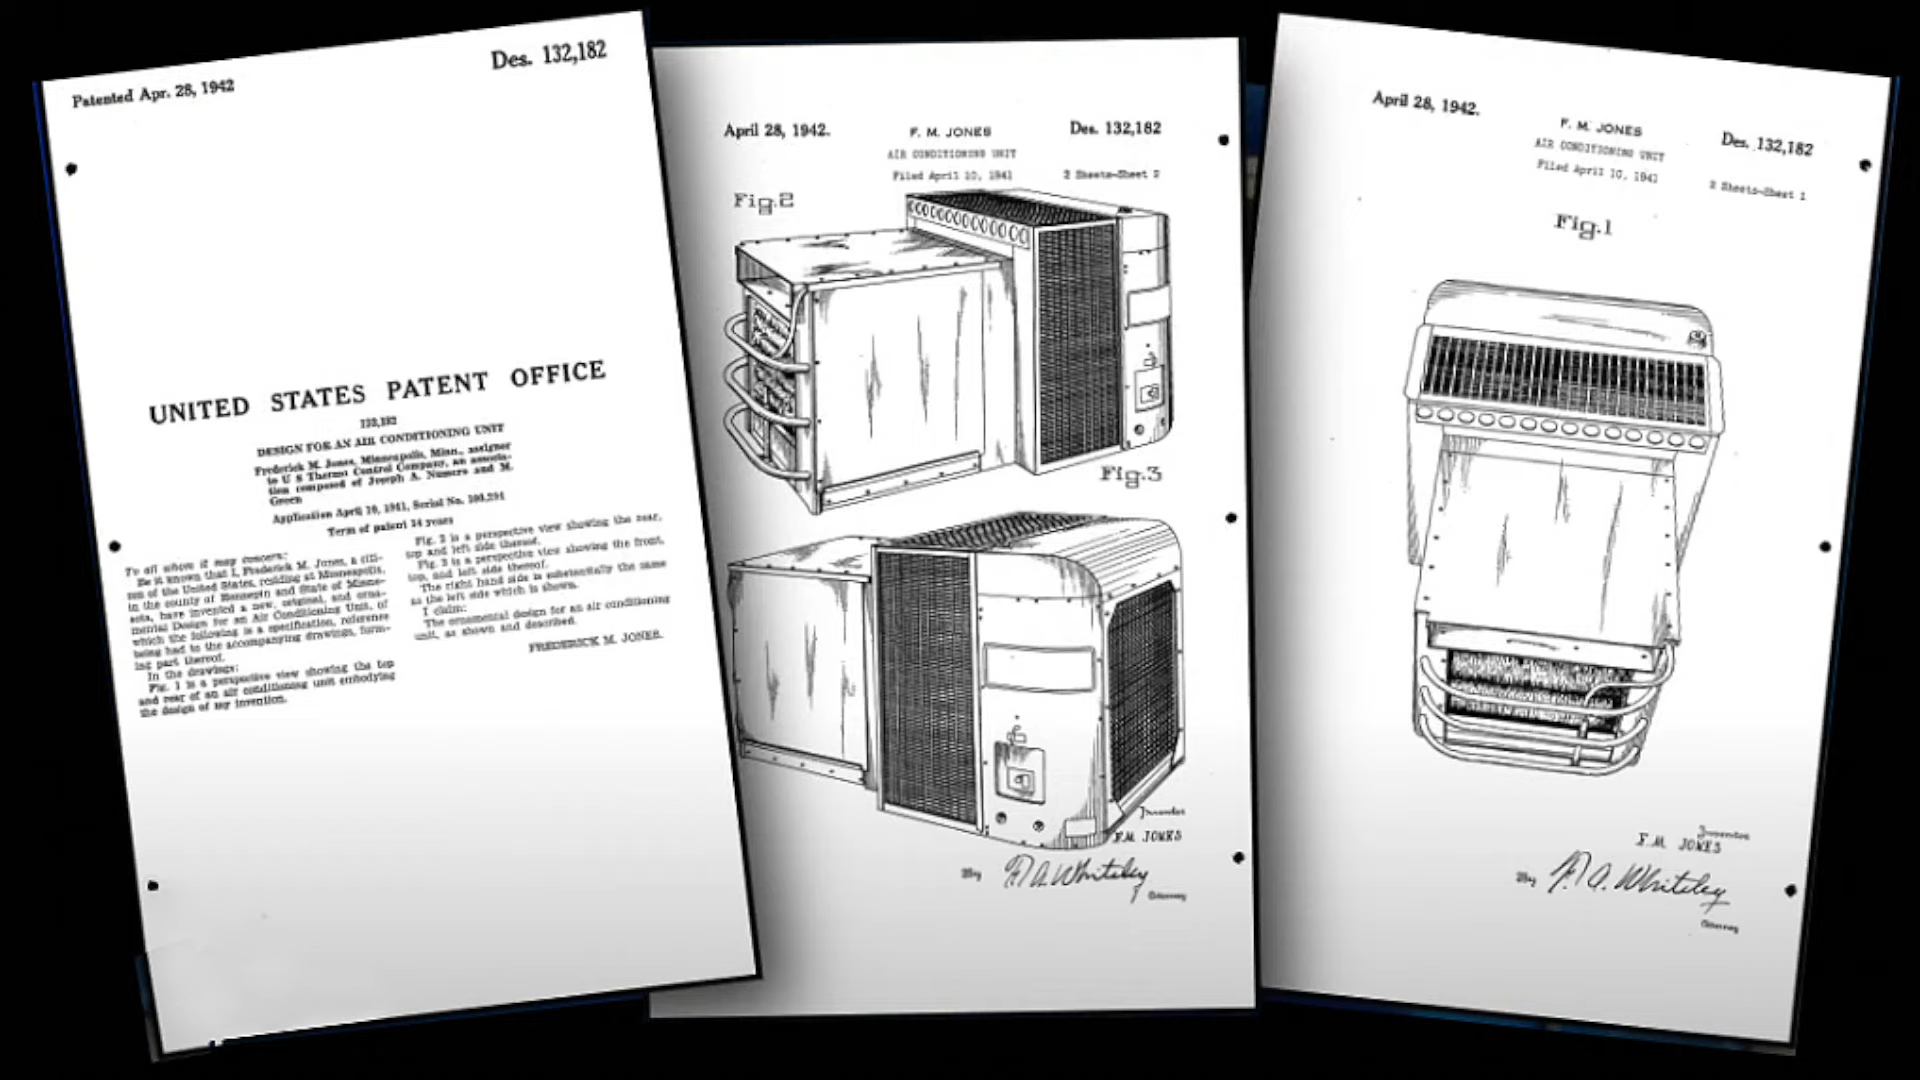 Des. 132,182
Patented Apr. 28, 1942
UNITED STATES PATENT OFFICE
132,182
DESIGN FOR AN AIR CONDITIONING UNIT
Frederick M. Jones, Minneapolis, Minn., assignor
to U S Thermo Control Company, an associa-
tion composed of Joseph A. Numero and M.
Green
Application April 10, 1941, Serial No. 100,291
Term of patent 14 years
To all whom it may concern:
Be it known that I, Frederick M. Jones, a citi-
zen of the United States, residing at Minneapolis,
in the county of Hennepin and State of Minne-
sota, have invented a new, original, and orna-
mental Design for an Air Conditioning Unit, of
which the following is a specification, reference
being had to the accompanying drawings, form-
ing part thereof.
In the drawings:
Fig. 1 is a perspective view showing the top
and rear of an air conditioning unit embodying
the design of my invention.
Fig. 2 is a perspective view showing the rear,
top and left side thereof.
Fig. 3 is a perspective view showing the front,
top, and left side thereof.
The right hand side is substantially the same
as the left side which is shown.
I claim:
The ornamental design for an air conditioning
unit, as shown and described.
FREDERICK M. JONES.
April 28, 1942.
F. M. JONES
Des. 132,182
AIR CONDITIONING UNIT
Filed April 10, 1941
2 Sheets-Sheet 2
Fig.2
Fig.3
Inventor
F.M. JONES
By
A. Whiteley
Attorney
April 28, 1942.
F. M. JONES
Des. 132,182
AIR CONDITIONING UNIT
Filed April 10, 1941
2 Sheets-Sheet 1
Fig.1
Inventor
F.M. JONES
By
A. Whiteley
Attorney